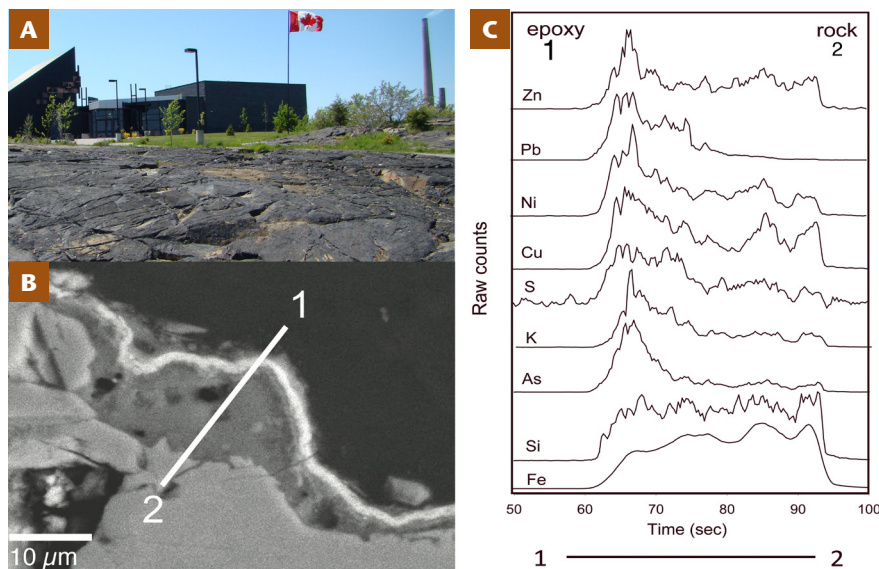 A
B
1
2
10 µm
C
epoxy
1
rock
2
Zn
Pb
Ni
Cu
S
K
As
Si
Fe
Raw counts
50 60 70 80 90 100
Time (sec)
1 2